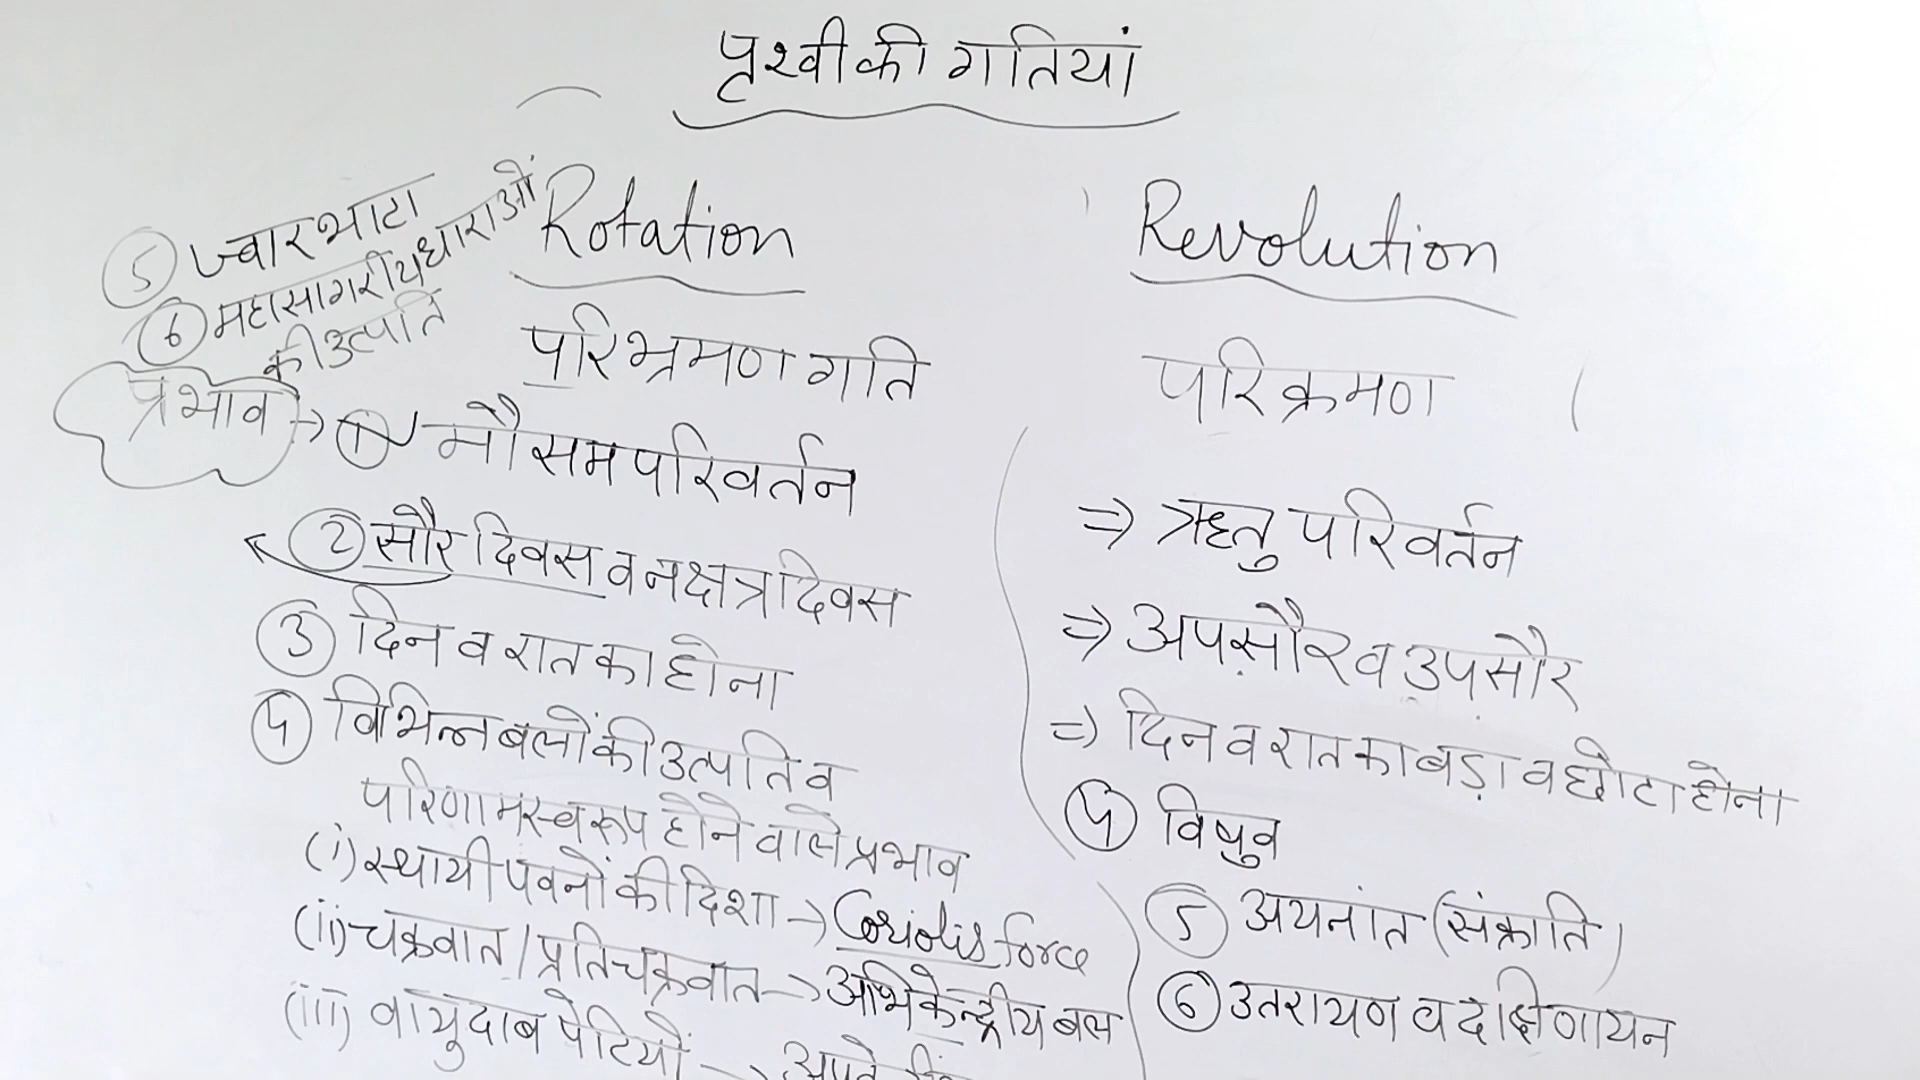 पृथ्वी की गतियां
Rotation
परिभ्रमण गति
प्रभाव → ① मौसम परिवर्तन
② सौर दिवस व नक्षत्र दिवस
③ दिन व रात का होना
④ विभिन्न बलों की उत्पति व
परिणामस्वरूप होने वाले प्रभाव
(i) स्थायी पवनों की दिशा → Coriolis force
(ii) चक्रवात / प्रतिचक्रवात → अभिकेन्द्रीय बल
(iii) वायुदाब पेटियों →
⑤ ज्वारभाटा
⑥ महासागरीय धाराओं
की उत्पति
Revolution
परिक्रमण
⇒ ऋतु परिवर्तन
⇒ अपसौर व उपसौर
⇒ दिन व रात का बड़ा व छोटा होना
④ विषुव
⑤ अयनांत (संक्राति)
⑥ उतरायण व दक्षिणायन